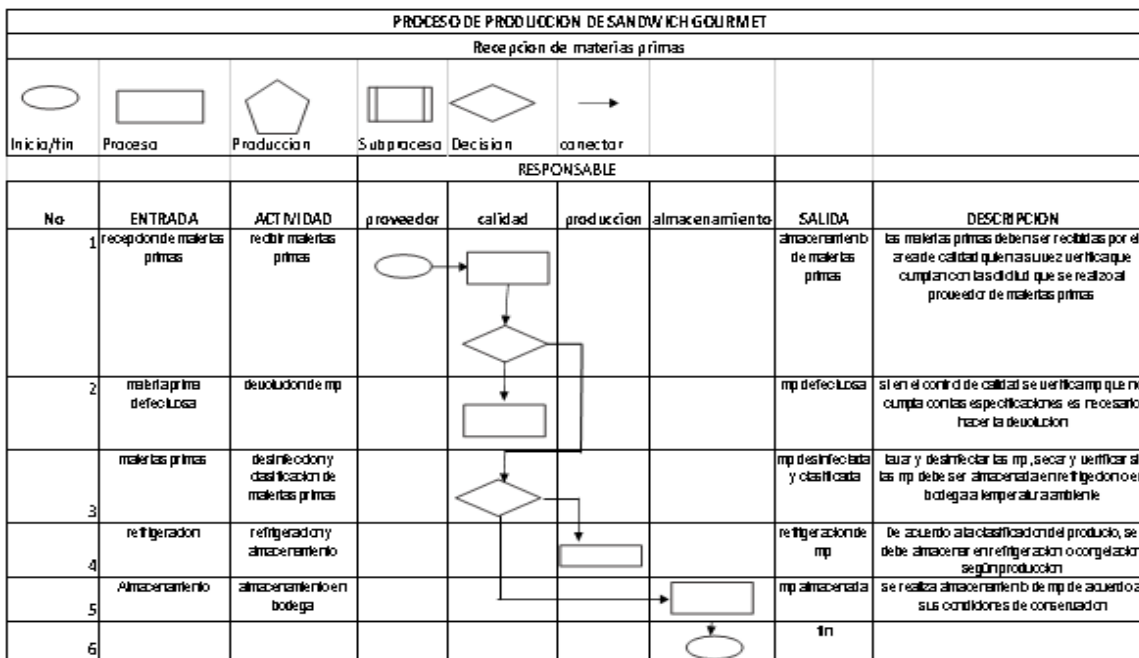 PROCESO DE PRODUCCION DE SANDWICH GOURMET
Recepcion de materias primas
Inicia/fin Proceso Produccion Subproceso Decision conector
RESPONSABLE
No ENTRADA ACTIVIDAD proveedor calidad produccion almacenamiento SALIDA DESCRIPCION
1
recepcion de materias
primas
recibir materias
primas
almacenamiento
de materias
primas
las materias primas deben ser recibidas por el
area de calidad quien a su vez verifica que
cumplan con la solicitud que se realizo al
proveedor de materias primas
2
materia prima
defectuosa
devolucion de mp
mp defectuosa
si en el control de calidad se verifica mp que no
cumpla con las especificaciones es necesario
hacer la devolucion
3
materias primas
desinfeccion y
clasificacion de
materias primas
mp desinfectada
y clasificada
lavar y desinfectar las mp, secar y verificar si
las mp debe ser almacenada en refrigecion o en
bodega a temperatura ambiente
4
refrigeracion
refrigeracion y
almacenamiento
refrigeracion de
mp
De acuerdo a la clasificacion del producto, se
debe almacenar en refrigeracion o congelacion
según produccion
5
Almacenamiento
almacenamiento en
bodega
mp almacenada
se realiza almacenamiento de mp de acuerdo a
sus condiciones de conservacion
6
fin